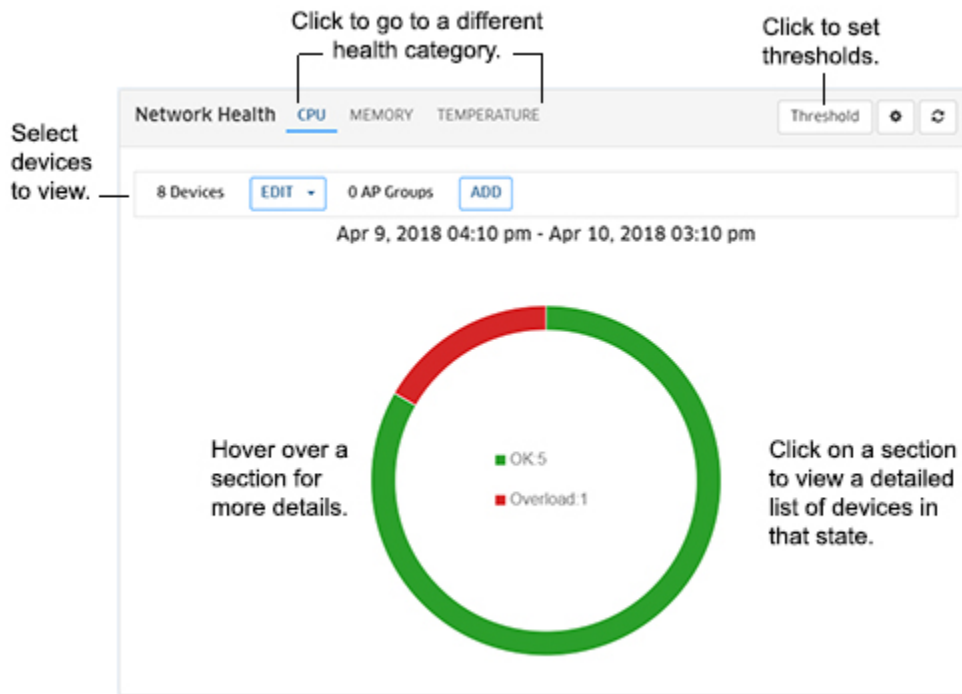 Click to go to a different
health category.
Click to set
thresholds.
Network Health CPU MEMORY TEMPERATURE Threshold
Select
devices
to view.
8 Devices EDIT 0 AP Groups ADD
Apr 9, 2018 04:10 pm - Apr 10, 2018 03:10 pm
Hover over a
section for
more details.
OK:5
Overload:1
Click on a section
to view a detailed
list of devices in
that state.